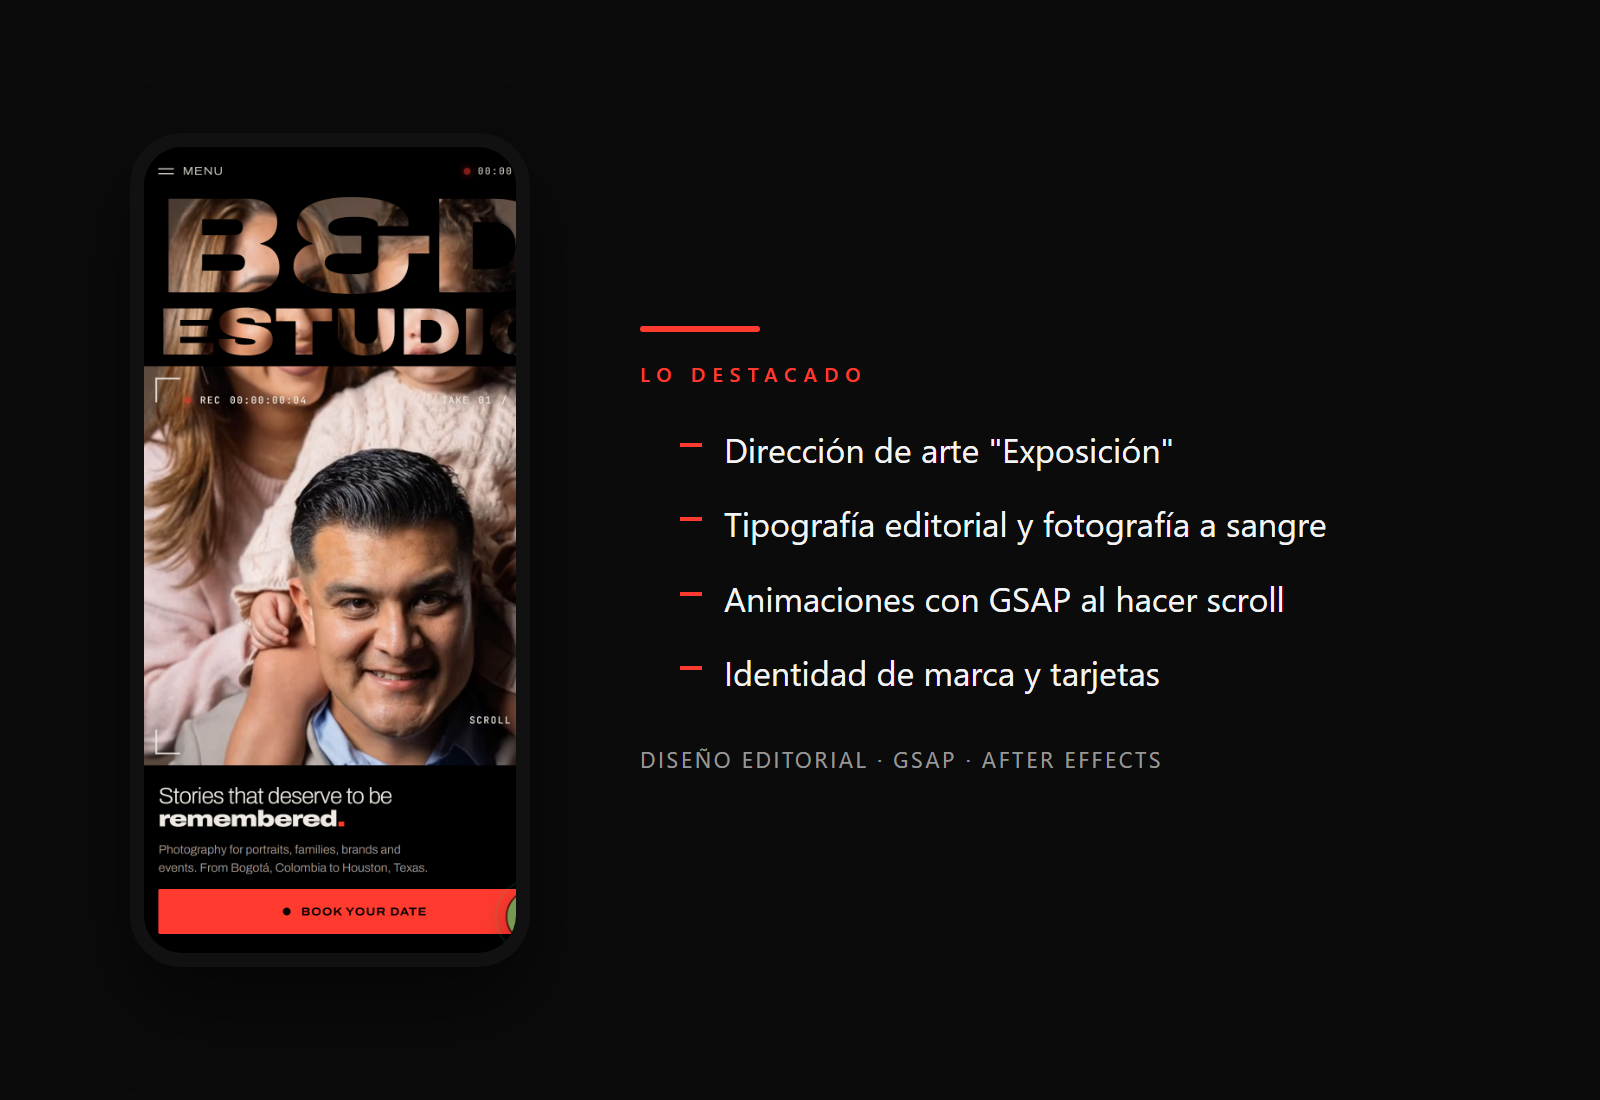 MENU
00:00
B&D
ESTUDIO
REC 00:00:00:04
TAKE 01 /
SCROLL
Stories that deserve to be
remembered.
Photography for portraits, families, brands and
events. From Bogotá, Colombia to Houston, Texas.
BOOK YOUR DATE
LO DESTACADO
Dirección de arte "Exposición"
Tipografía editorial y fotografía a sangre
Animaciones con GSAP al hacer scroll
Identidad de marca y tarjetas
DISEÑO EDITORIAL · GSAP · AFTER EFFECTS